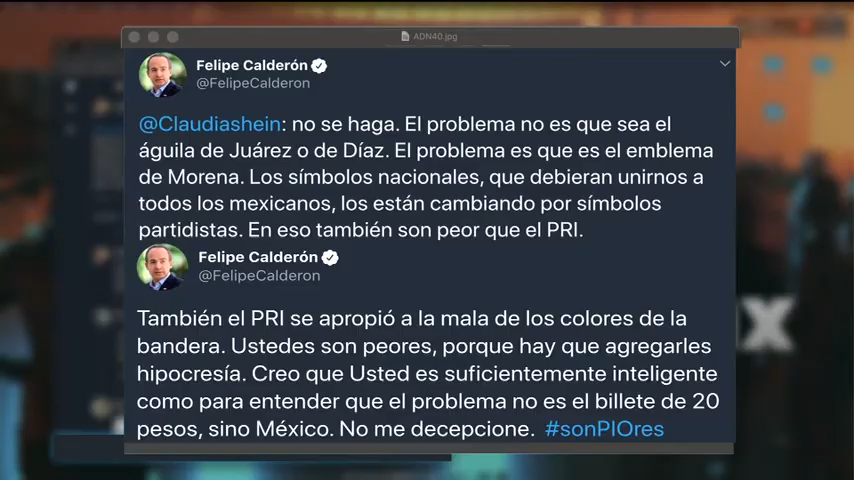 ADN40.jpg
Felipe Calderón
@FelipeCalderon
@Claudiashein: no se haga. El problema no es que sea el
águila de Juárez o de Díaz. El problema es que es el emblema
de Morena. Los símbolos nacionales, que debieran unirnos a
todos los mexicanos, los están cambiando por símbolos
partidistas. En eso también son peor que el PRI.
Felipe Calderón
@FelipeCalderon
También el PRI se apropió a la mala de los colores de la
bandera. Ustedes son peores, porque hay que agregarles
hipocresía. Creo que Usted es suficientemente inteligente
como para entender que el problema no es el billete de 20
pesos, sino México. No me decepcione. #sonPIOres